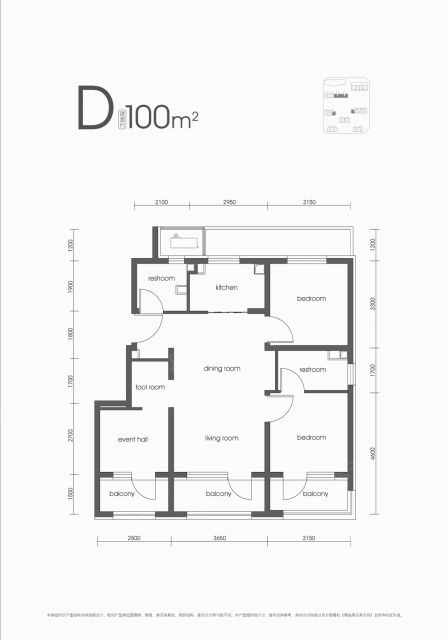 D 100m²
2100 2950 3150
1200 1200
restroom kitchen
1900 bedroom 3300
1800
dining room restroom 1700
1700 tool room
event hall living room bedroom
2700 4600
balcony balcony balcony
1500
2600 3650 3150